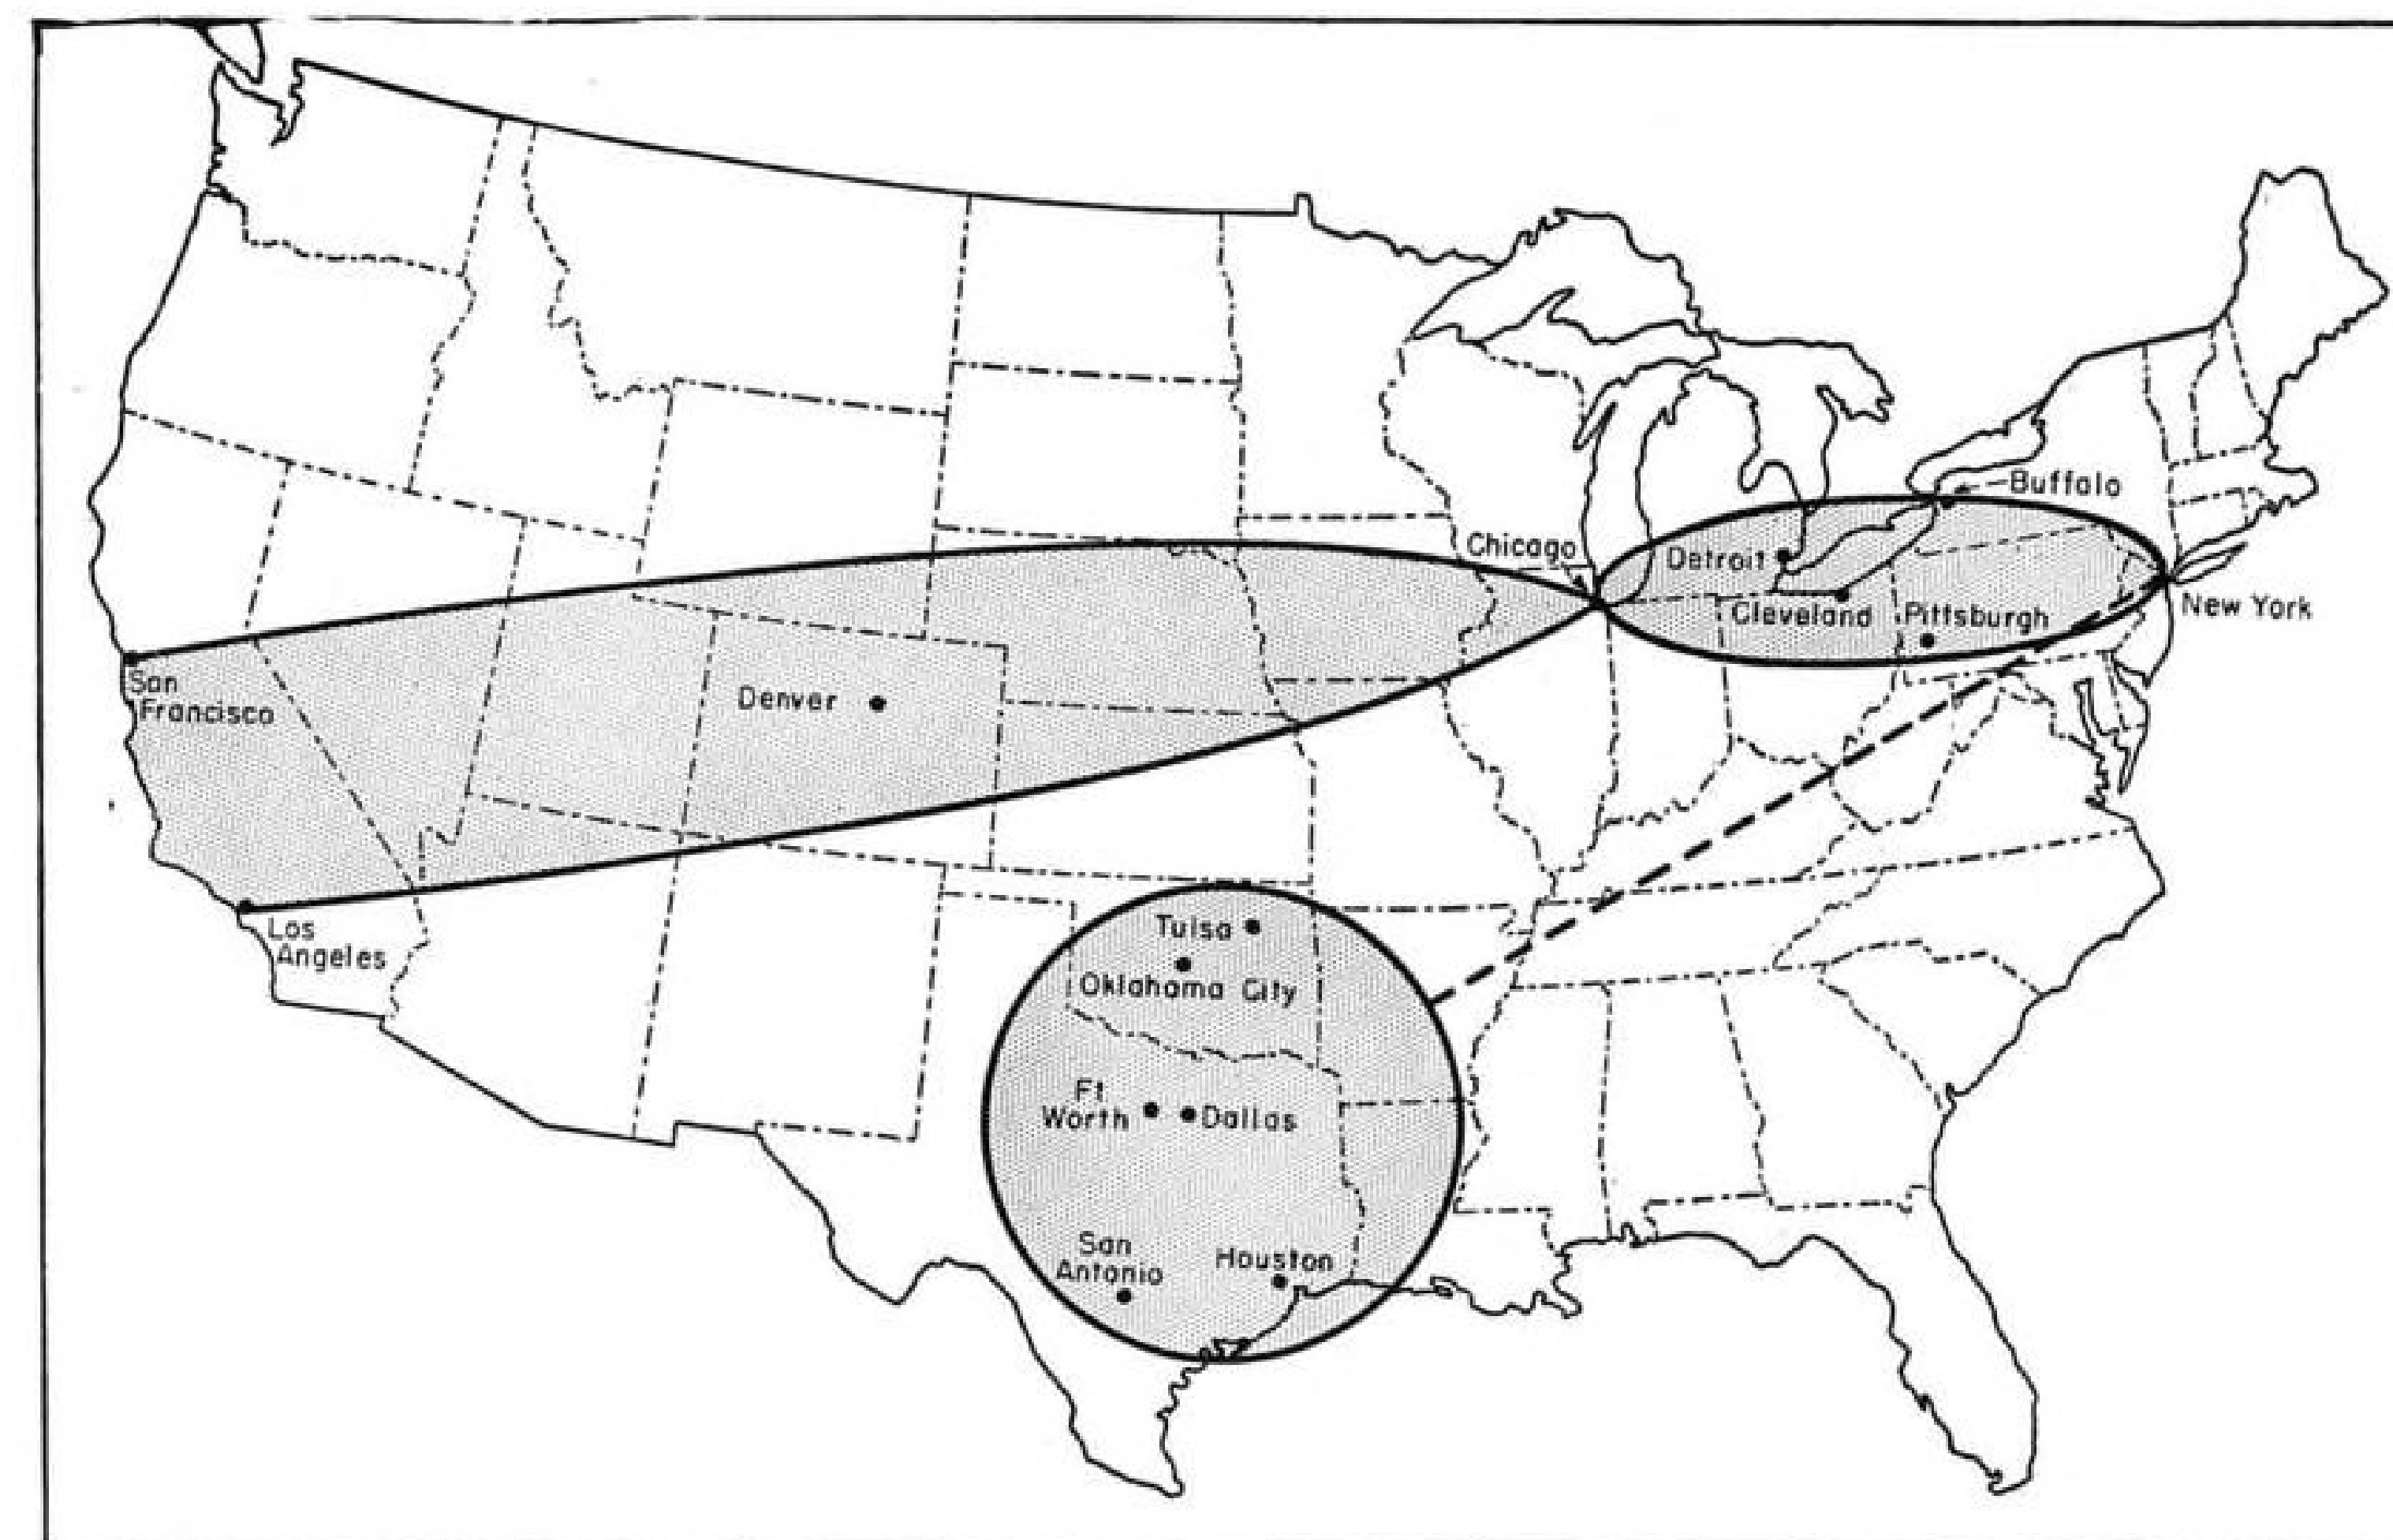 Buffalo
Chicago
Detroit
Cleveland
Pittsburgh
New York
San
Francisco
Denver
Los
Angeles
Tulsa
Oklahoma City
Ft
Worth
Dallas
San
Antonio
Houston